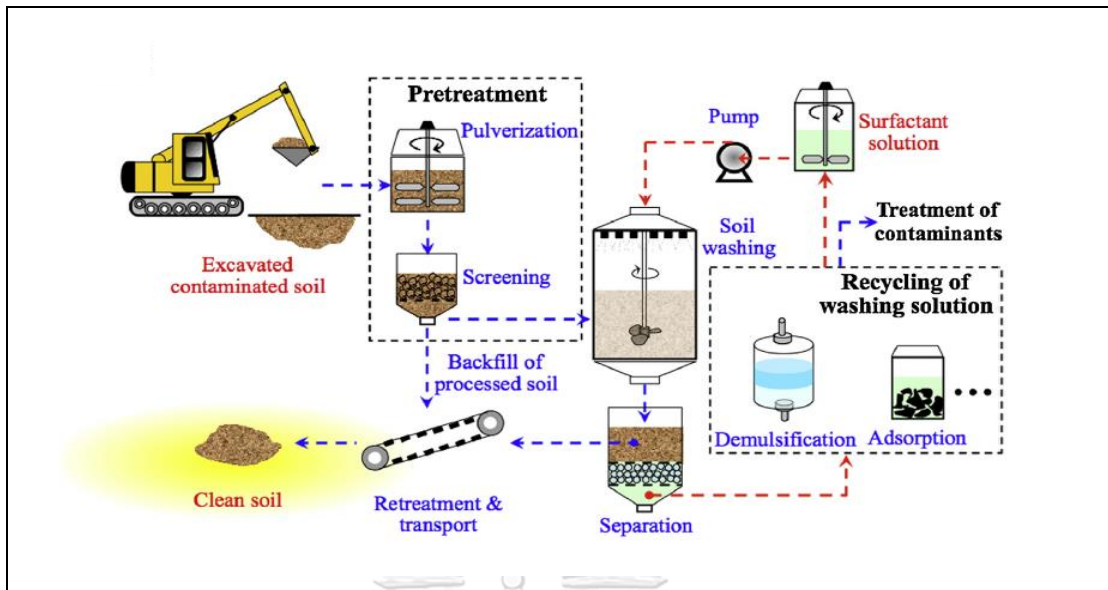 Pretreatment
Pulverization
Pump
Surfactant
solution
Excavated
contaminated soil
Screening
Soil
washing
Treatment of
contaminants
Recycling of
washing solution
Backfill of
processed soil
Demulsification
Adsorption
Clean soil
Retreatment &
transport
Separation